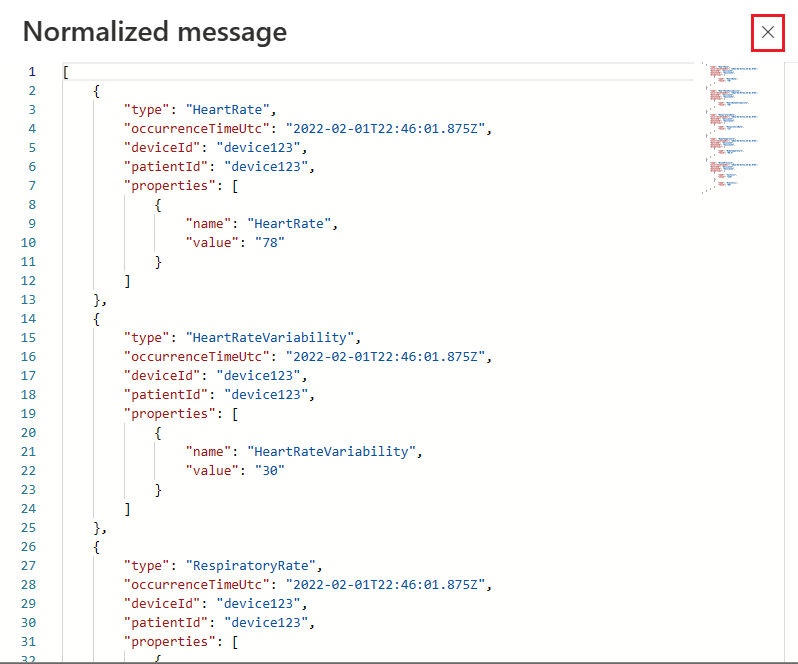 Normalized message
1 [
2 {
3 "type": "HeartRate",
4 "occurrenceTimeUtc": "2022-02-01T22:46:01.875Z",
5 "deviceId": "device123",
6 "patientId": "device123",
7 "properties": [
8 {
9 "name": "HeartRate",
10 "value": "78"
11 }
12 ]
13 },
14 {
15 "type": "HeartRateVariability",
16 "occurrenceTimeUtc": "2022-02-01T22:46:01.875Z",
17 "deviceId": "device123",
18 "patientId": "device123",
19 "properties": [
20 {
21 "name": "HeartRateVariability",
22 "value": "30"
23 }
24 ]
25 },
26 {
27 "type": "RespiratoryRate",
28 "occurrenceTimeUtc": "2022-02-01T22:46:01.875Z",
29 "deviceId": "device123",
30 "patientId": "device123",
31 "properties": [
32 {